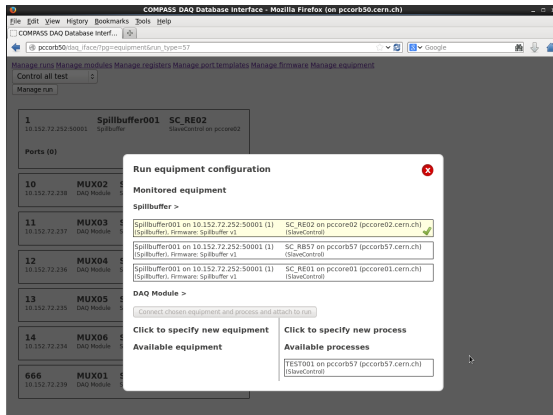 COMPASS DAQ Database Interface - Mozilla Firefox (on pccorb50.cern.ch)
File Edit View History Bookmarks Tools Help
COMPASS DAQ Database Interf...
pccorb50/daq_iface/?pg=equipment&run_type=57
Google
Manage runs Manage modules Manage registers Manage port templates Manage firmware Manage equipment
Control all test
Manage run
1 Spillbuffer001 SC_RE02
10.152.72.252:50001 Spillbuffer SlaveControl on pccore02
Ports (0)
10 MUX02 S
10.152.72.238 DAQ Module S
11 MUX03 S
10.152.72.237 DAQ Module S
12 MUX04 S
10.152.72.236 DAQ Module S
13 MUX05 S
10.152.72.235 DAQ Module S
14 MUX06 S
10.152.72.234 DAQ Module S
666 MUX01 S
10.152.72.239 DAQ Module S
Run equipment configuration
X
Monitored equipment
Spillbuffer >
Spillbuffer001 on 10.152.72.252:50001 (1) SC_RE02 on pccore02 (pccore02.cern.ch)
(Spillbuffer), Firmware: Spillbuffer v1 (SlaveControl)
Spillbuffer001 on 10.152.72.252:50001 (1) SC_RB57 on pccorb57 (pccorb57.cern.ch)
(Spillbuffer), Firmware: Spillbuffer v1 (SlaveControl)
Spillbuffer001 on 10.152.72.252:50001 (1) SC_RE01 on pccore01 (pccore01.cern.ch)
(Spillbuffer), Firmware: Spillbuffer v1 (SlaveControl)
DAQ Module >
Connect chosen equipment and process and attach to run
Click to specify new equipment
Available equipment
Click to specify new process
Available processes
TEST001 on pccorb57 (pccorb57.cern.ch)
(SlaveControl)